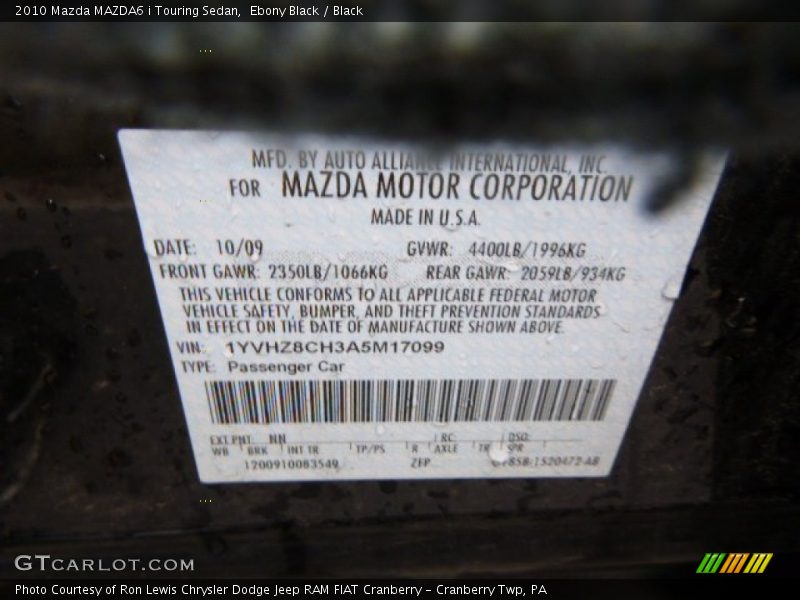 2010 Mazda MAZDA6 i Touring Sedan, Ebony Black / Black
MFD. BY AUTO ALLIANCE INTERNATIONAL, INC.
FOR MAZDA MOTOR CORPORATION
MADE IN U.S.A.
DATE: 10/09 GVWR: 4400LB/1996KG
FRONT GAWR: 2350LB/1066KG REAR GAWR: 2059LB/934KG
THIS VEHICLE CONFORMS TO ALL APPLICABLE FEDERAL MOTOR
VEHICLE SAFETY, BUMPER, AND THEFT PREVENTION STANDARDS
IN EFFECT ON THE DATE OF MANUFACTURE SHOWN ABOVE.
VIN: 1YVHZ8CH3A5M17099
TYPE: Passenger Car
EXT PNT: NN RC: DSO:
WB BRK INT TR TP/PS R AXLE TR SPR
1200910083549 ZFP
GTCARLOT.COM
Photo Courtesy of Ron Lewis Chrysler Dodge Jeep RAM FIAT Cranberry – Cranberry Twp, PA